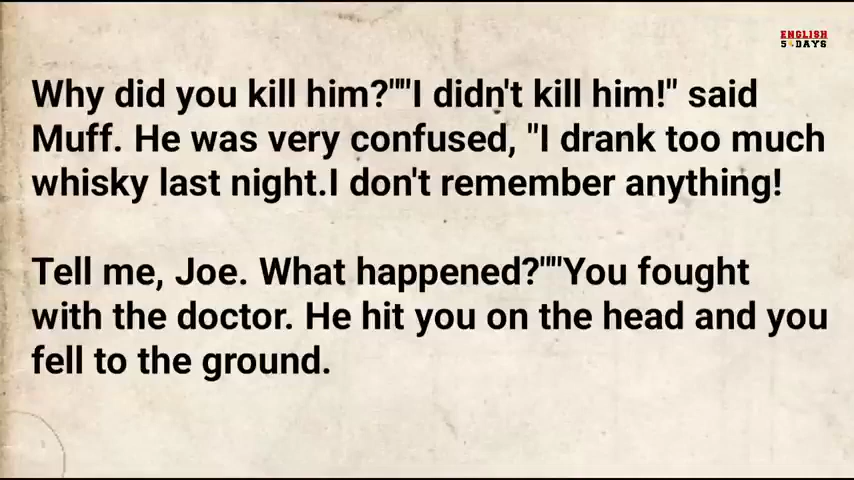 ENGLISH
5 DAYS
Why did you kill him?""I didn't kill him!" said
Muff. He was very confused, "I drank too much
whisky last night.I don't remember anything!
Tell me, Joe. What happened?""You fought
with the doctor. He hit you on the head and you
fell to the ground.